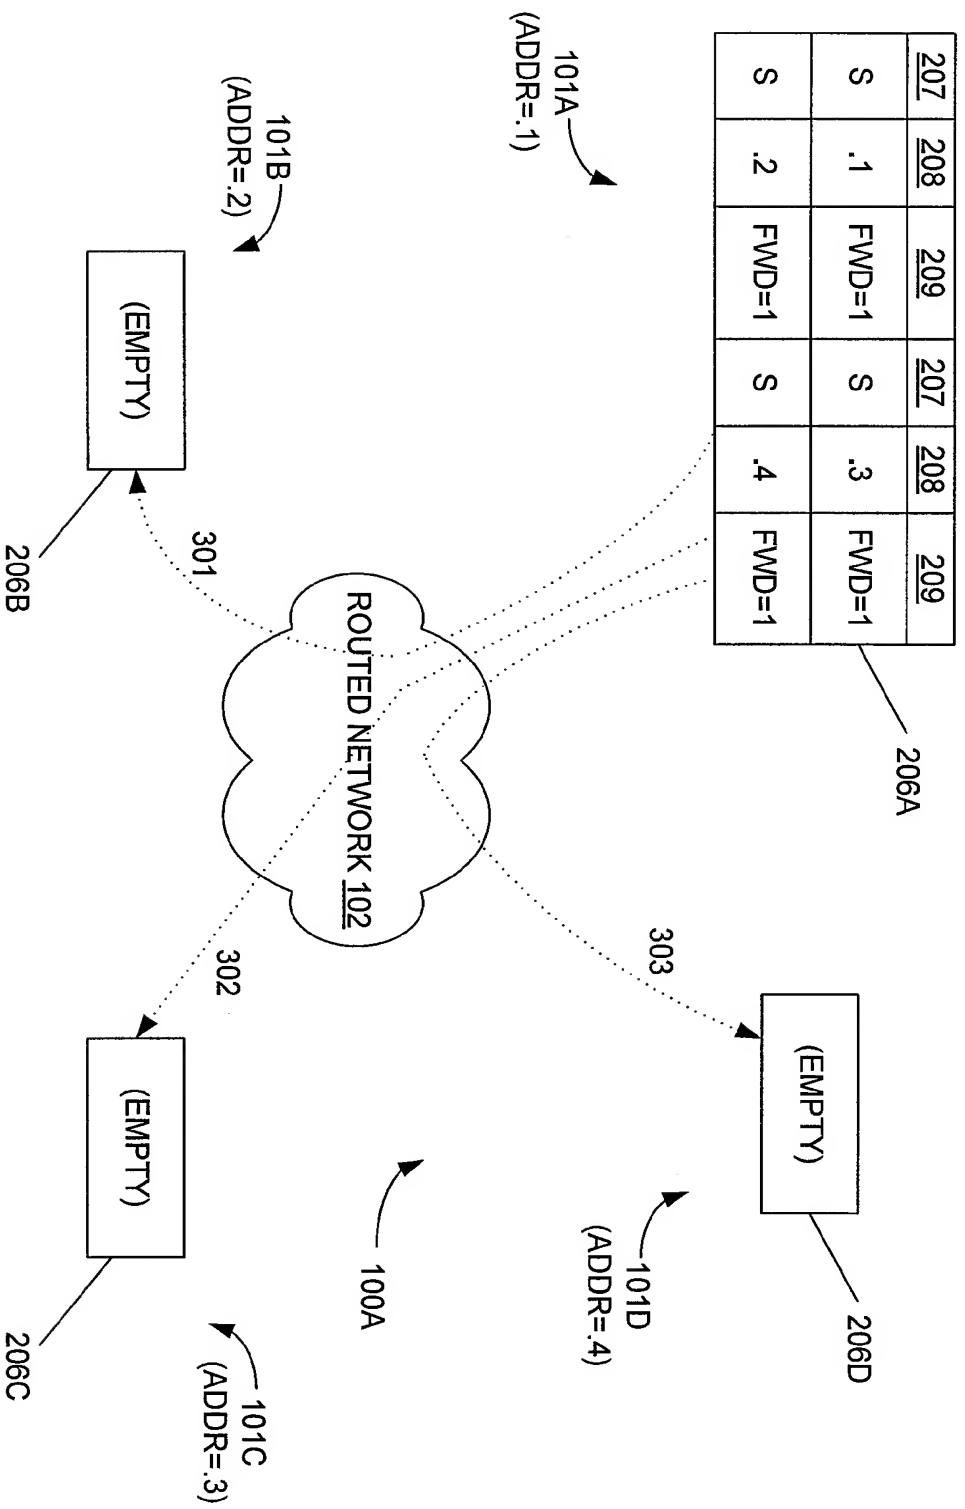 207 208 209 207 208 209
S .1 FWD=1 S .3 FWD=1
S .2 FWD=1 S .4 FWD=1
206A
101A
(ADDR=.1)
(EMPTY)
206D
101D
(ADDR=.4)
303
ROUTED NETWORK 102
100A
301
302
101B
(ADDR=.2)
(EMPTY)
206B
(EMPTY)
206C
101C
(ADDR=.3)